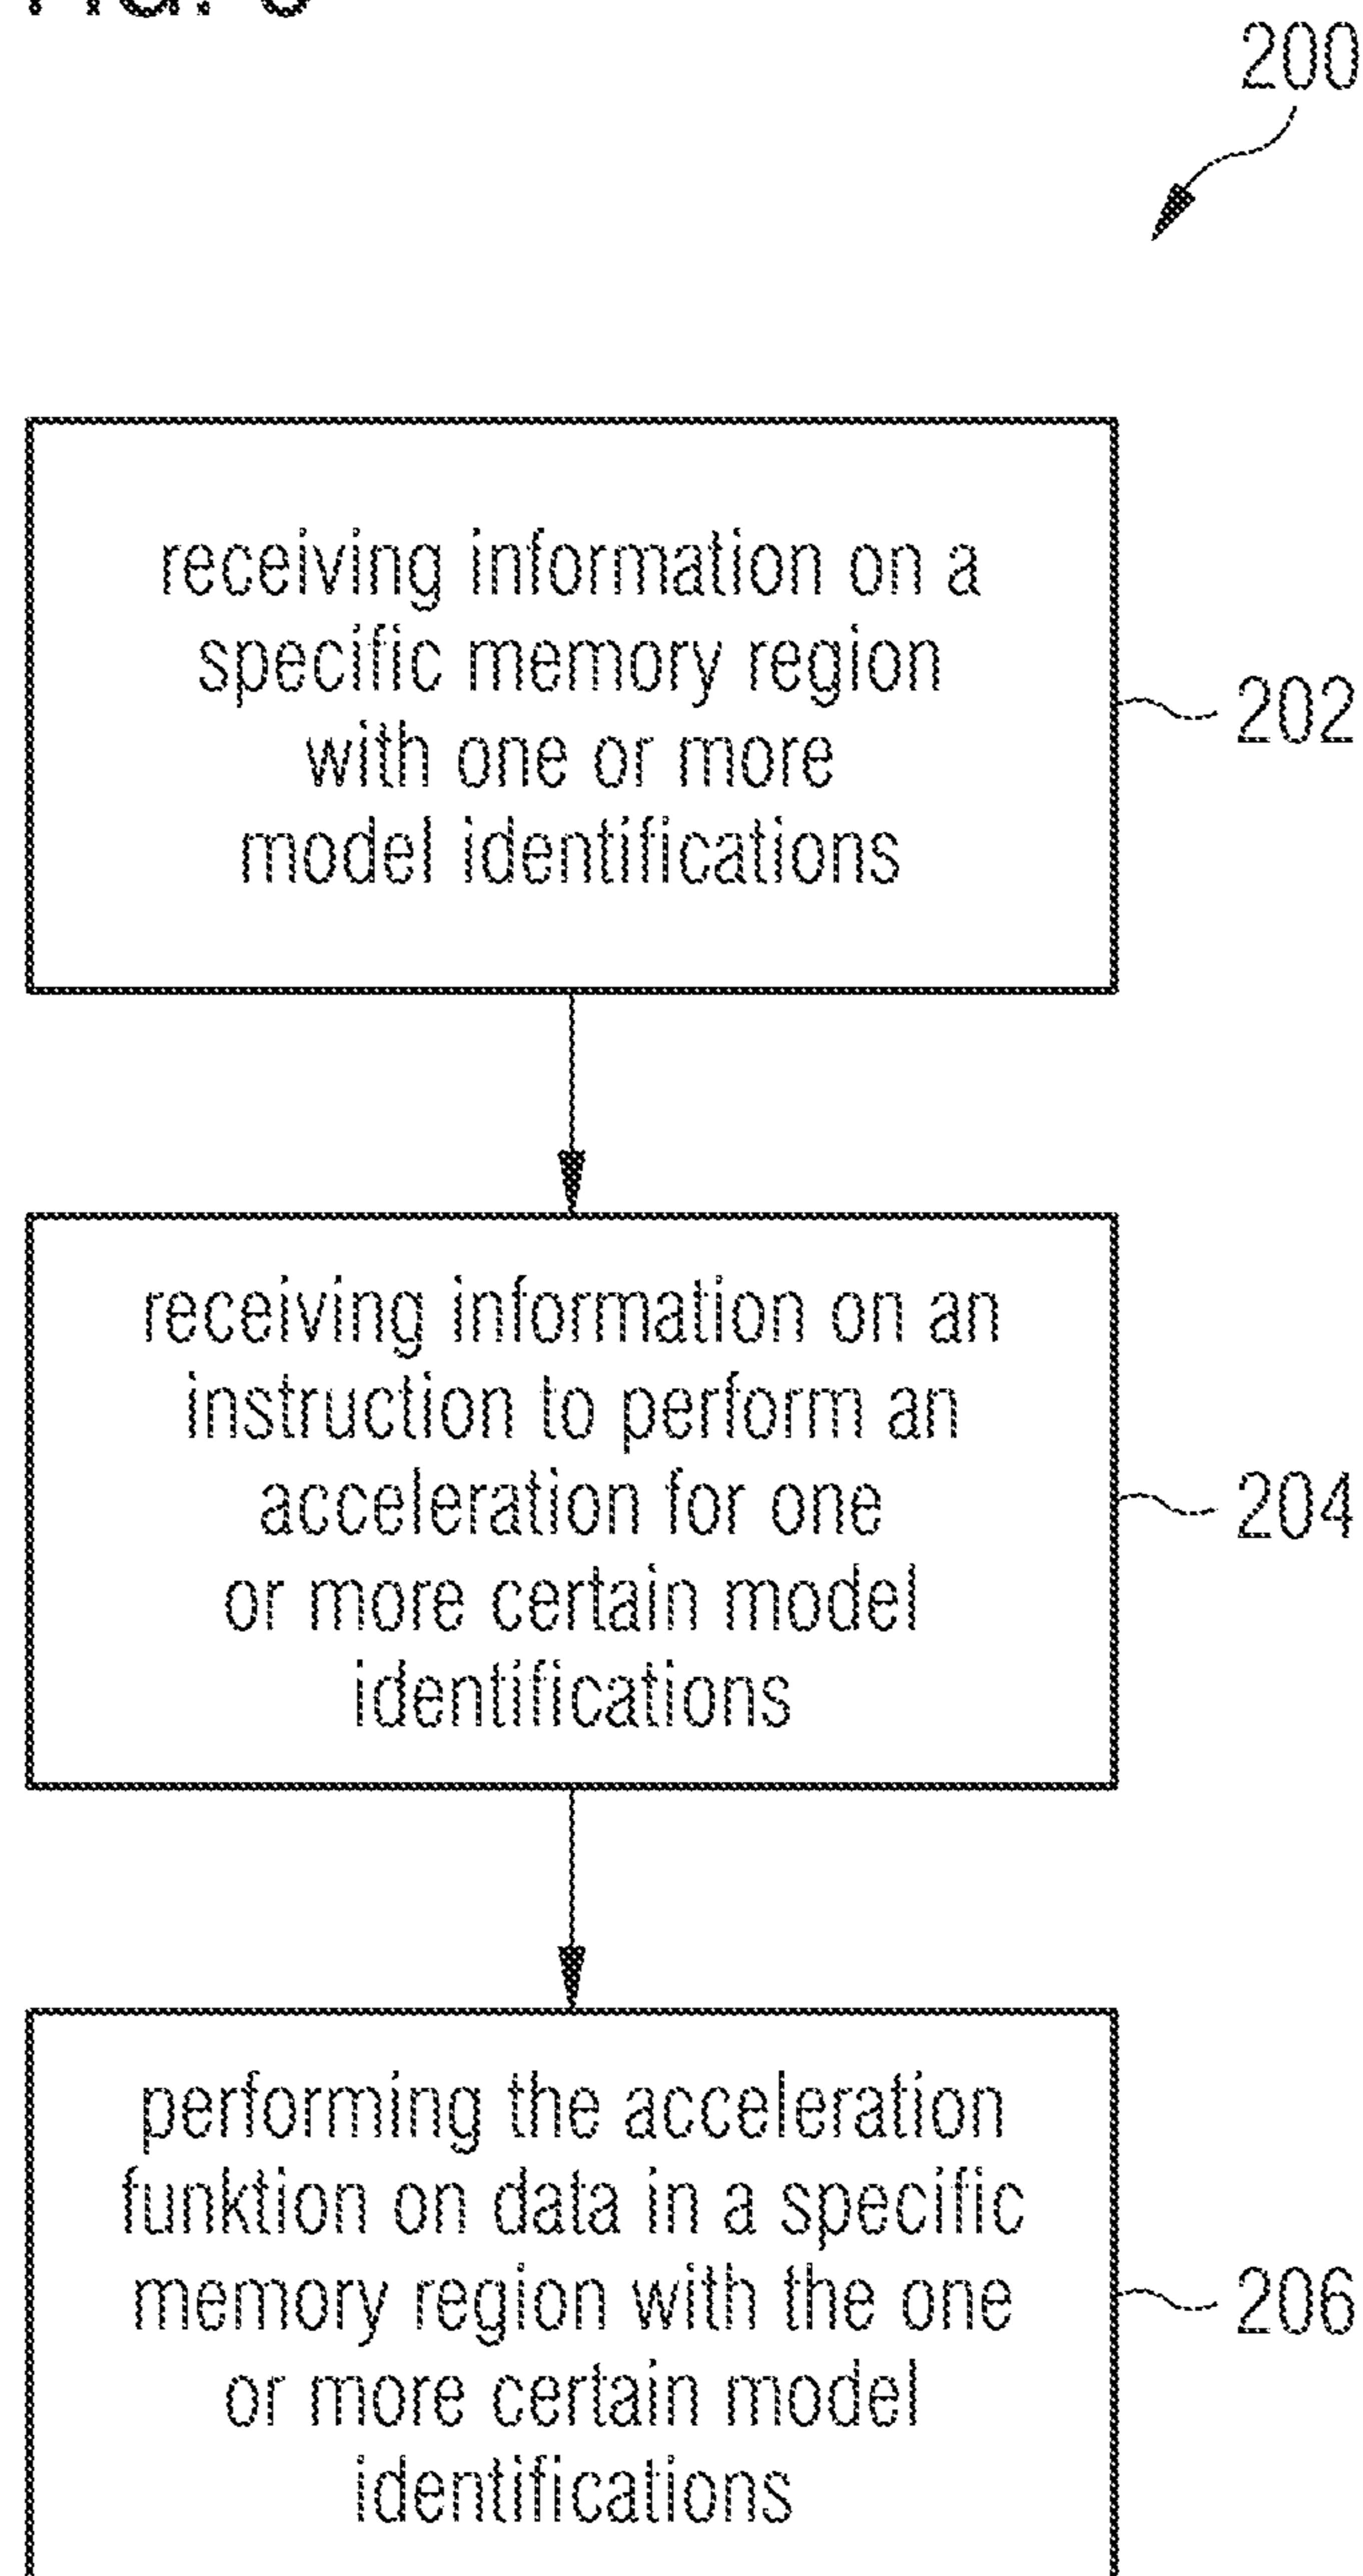 200
receiving information on a
specific memory region
with one or more
model identifications
202
receiving information on an
instruction to perform an
acceleration for one
or more certain model
identifications
204
performing the acceleration
funktion on data in a specific
memory region with the one
or more certain model
identifications
206